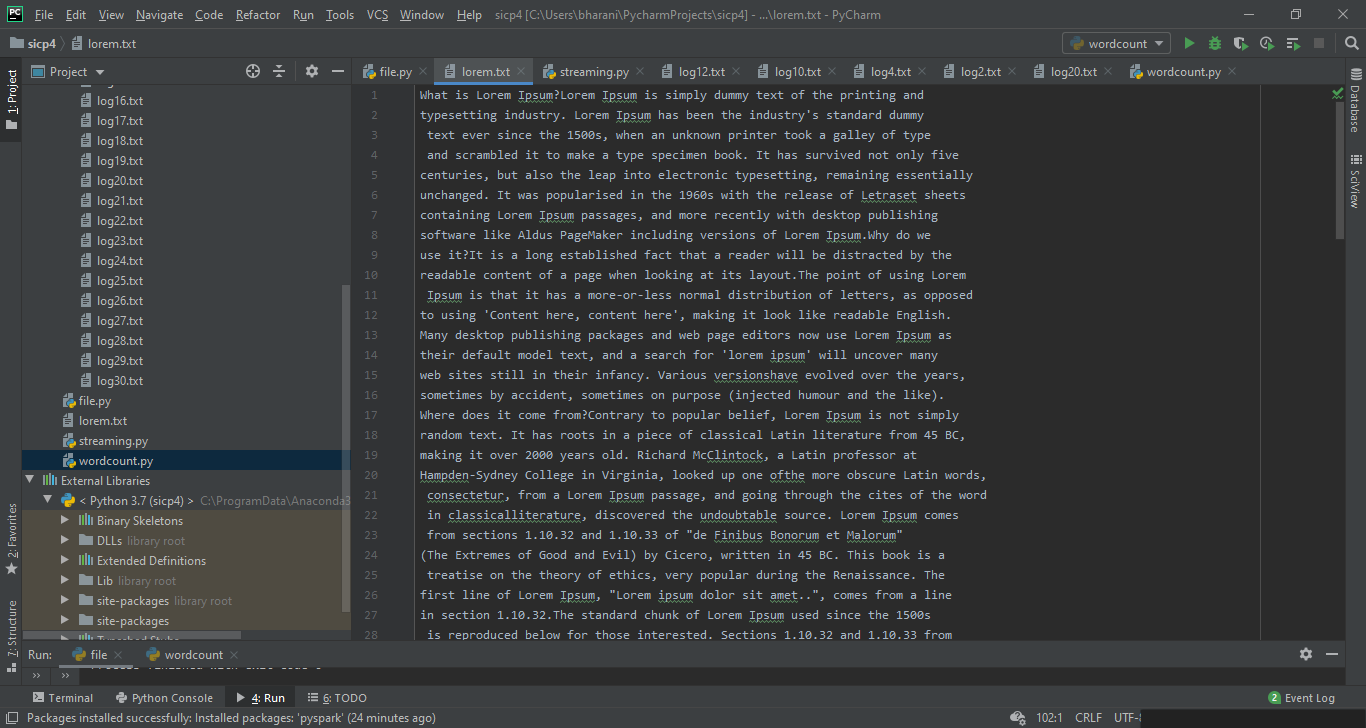 PC File Edit View Navigate Code Refactor Run Tools VCS Window Help sicp4 [C:\Users\bharani\PycharmProjects\sicp4] - ...\lorem.txt - PyCharm
sicp4 lorem.txt wordcount
1: Project
Project file.py lorem.txt streaming.py log12.txt log10.txt log4.txt log2.txt log20.txt wordcount.py
log16.txt
log17.txt
log18.txt
log19.txt
log20.txt
log21.txt
log22.txt
log23.txt
log24.txt
log25.txt
log26.txt
log27.txt
log28.txt
log29.txt
log30.txt
file.py
lorem.txt
streaming.py
wordcount.py
External Libraries
< Python 3.7 (sicp4) > C:\ProgramData\Anaconda3
Binary Skeletons
DLLs library root
Extended Definitions
Lib library root
site-packages library root
site-packages
Typeshed Stubs
2: Favorites
7: Structure
1 What is Lorem Ipsum?Lorem Ipsum is simply dummy text of the printing and
2 typesetting industry. Lorem Ipsum has been the industry's standard dummy
3 text ever since the 1500s, when an unknown printer took a galley of type
4 and scrambled it to make a type specimen book. It has survived not only five
5 centuries, but also the leap into electronic typesetting, remaining essentially
6 unchanged. It was popularised in the 1960s with the release of Letraset sheets
7 containing Lorem Ipsum passages, and more recently with desktop publishing
8 software like Aldus PageMaker including versions of Lorem Ipsum.Why do we
9 use it?It is a long established fact that a reader will be distracted by the
10 readable content of a page when looking at its layout.The point of using Lorem
11 Ipsum is that it has a more-or-less normal distribution of letters, as opposed
12 to using 'Content here, content here', making it look like readable English.
13 Many desktop publishing packages and web page editors now use Lorem Ipsum as
14 their default model text, and a search for 'lorem ipsum' will uncover many
15 web sites still in their infancy. Various versionshave evolved over the years,
16 sometimes by accident, sometimes on purpose (injected humour and the like).
17 Where does it come from?Contrary to popular belief, Lorem Ipsum is not simply
18 random text. It has roots in a piece of classical Latin literature from 45 BC,
19 making it over 2000 years old. Richard McClintock, a Latin professor at
20 Hampden-Sydney College in Virginia, looked up one ofthe more obscure Latin words,
21 consectetur, from a Lorem Ipsum passage, and going through the cites of the word
22 in classicalliterature, discovered the undoubtable source. Lorem Ipsum comes
23 from sections 1.10.32 and 1.10.33 of "de Finibus Bonorum et Malorum"
24 (The Extremes of Good and Evil) by Cicero, written in 45 BC. This book is a
25 treatise on the theory of ethics, very popular during the Renaissance. The
26 first line of Lorem Ipsum, "Lorem ipsum dolor sit amet..", comes from a line
27 in section 1.10.32.The standard chunk of Lorem Ipsum used since the 1500s
28 is reproduced below for those interested. Sections 1.10.32 and 1.10.33 from
Database
SciView
Run: file wordcount
Process finished with exit code 0
Terminal Python Console 4: Run 6: TODO 2 Event Log
Packages installed successfully: Installed packages: 'pyspark' (24 minutes ago) 102:1 CRLF UTF-8